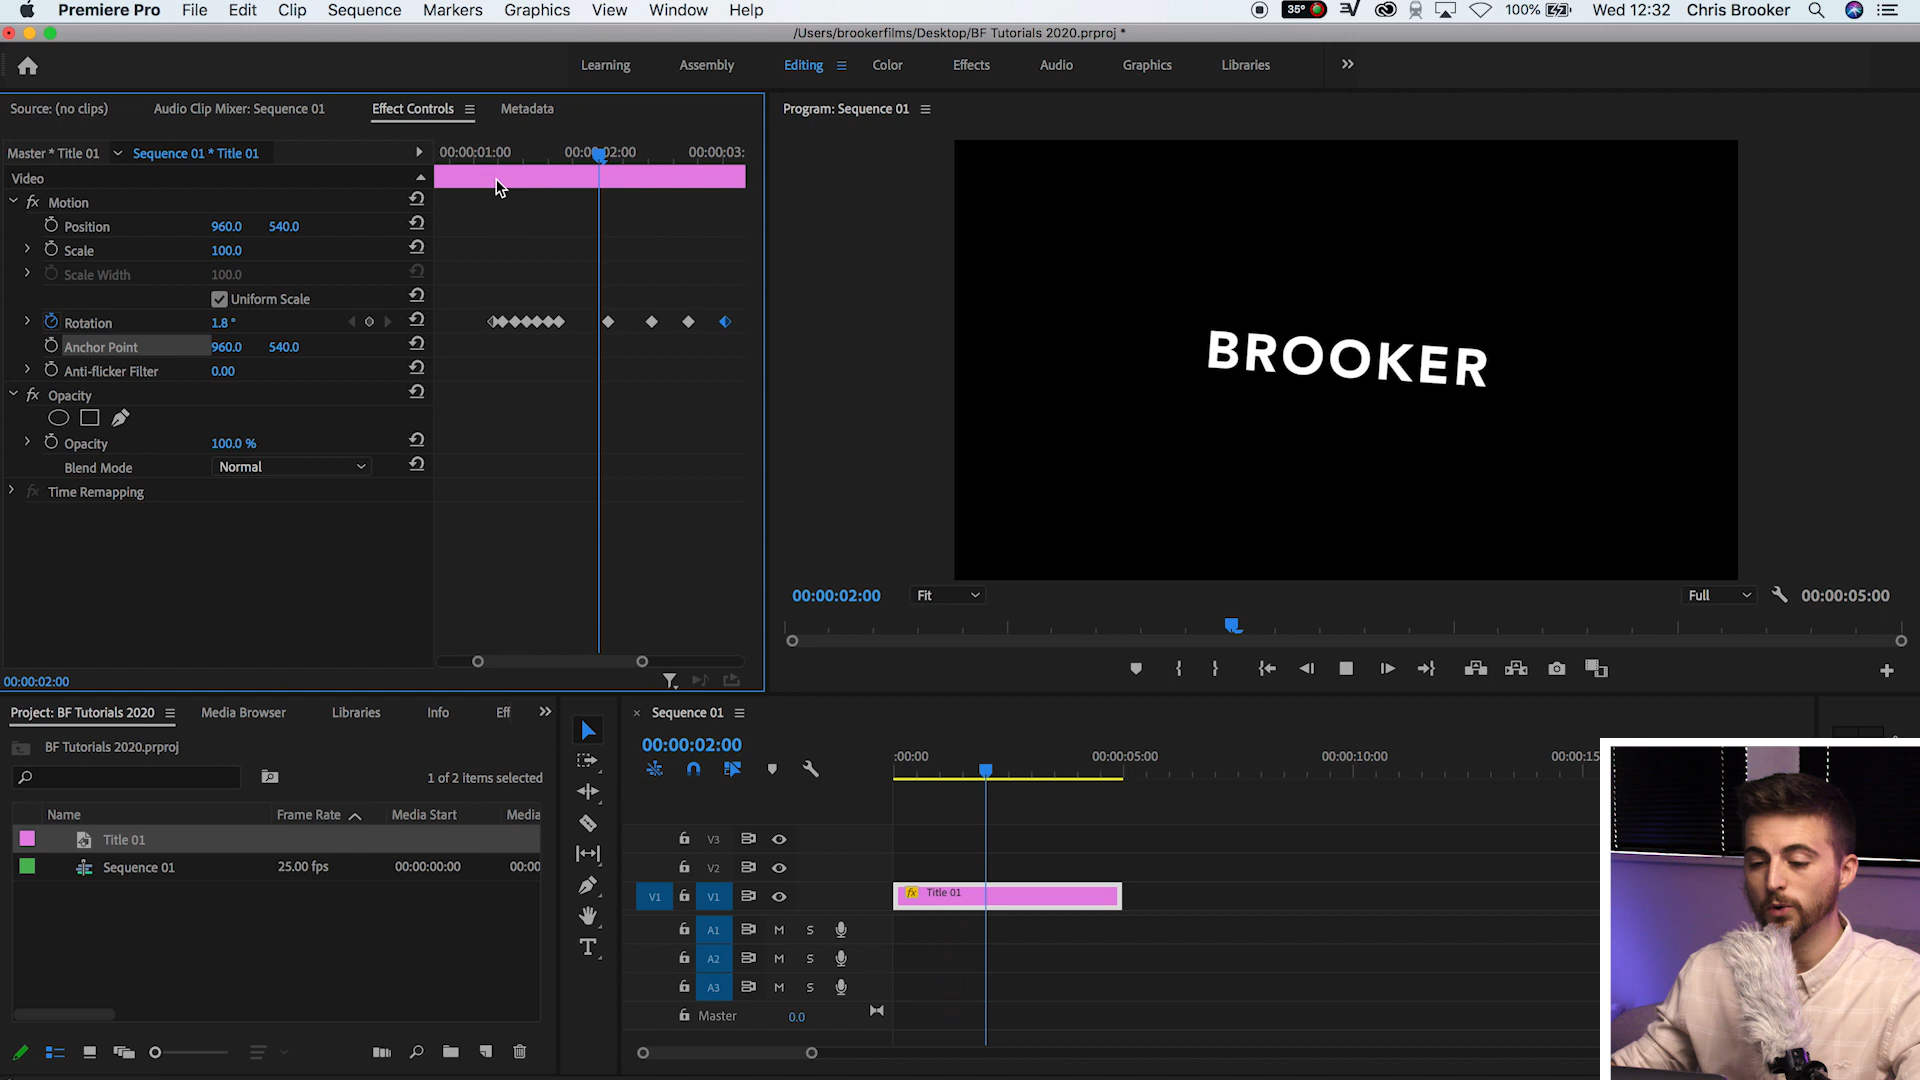 Premiere Pro File Edit Clip Sequence Markers Graphics View Window Help 35° 100% Wed 12:32 Chris Brooker
/Users/brookerfilms/Desktop/BF Tutorials 2020.prproj *
Learning Assembly Editing Color Effects Audio Graphics Libraries
Source: (no clips) Audio Clip Mixer: Sequence 01 Effect Controls Metadata
Program: Sequence 01
Master * Title 01 Sequence 01 * Title 01
00:00:01:00 00:00:02:00 00:00:03:
Video
fx Motion
Position 960.0 540.0
Scale 100.0
Scale Width 100.0
Uniform Scale
Rotation 1.8 °
Anchor Point 960.0 540.0
Anti-flicker Filter 0.00
fx Opacity
Opacity 100.0 %
Blend Mode Normal
fx Time Remapping
00:00:02:00
BROOKER
00:00:02:00 Fit Full 00:00:05:00
Project: BF Tutorials 2020 Media Browser Libraries Info Eff
BF Tutorials 2020.prproj
1 of 2 items selected
Name Frame Rate Media Start Media
Title 01
Sequence 01 25.00 fps 00:00:00:00 00:00
Sequence 01
00:00:02:00
:00:00 00:00:05:00 00:00:10:00 00:00:15
V3
V2
V1 V1 fx Title 01
A1 M S
A2 M S
A3 M S
Master 0.0